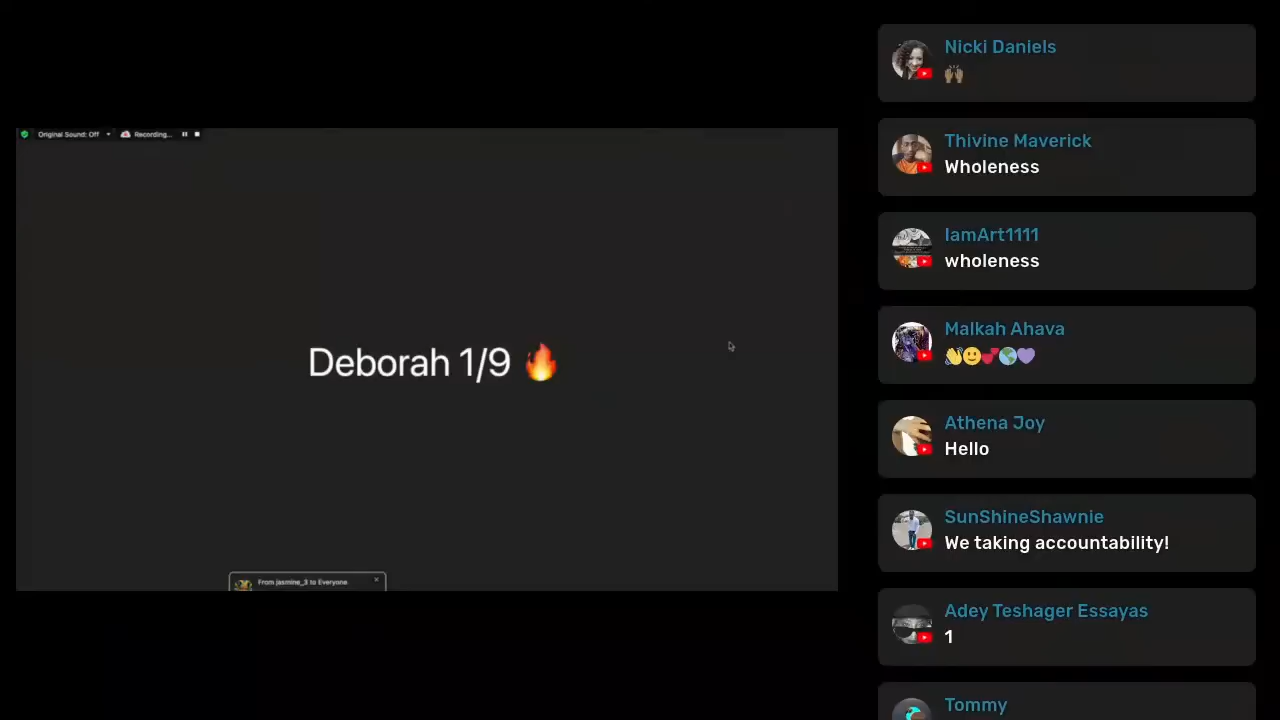 Original Sound: Off
Recording...
Deborah 1/9 🔥
From jasmine_3 to Everyone
Nicki Daniels
🙌🏽
Thivine Maverick
Wholeness
IamArt1111
wholeness
Malkah Ahava
👋🙂💕🌎💜
Athena Joy
Hello
SunShineShawnie
We taking accountability!
Adey Teshager Essayas
1
Tommy